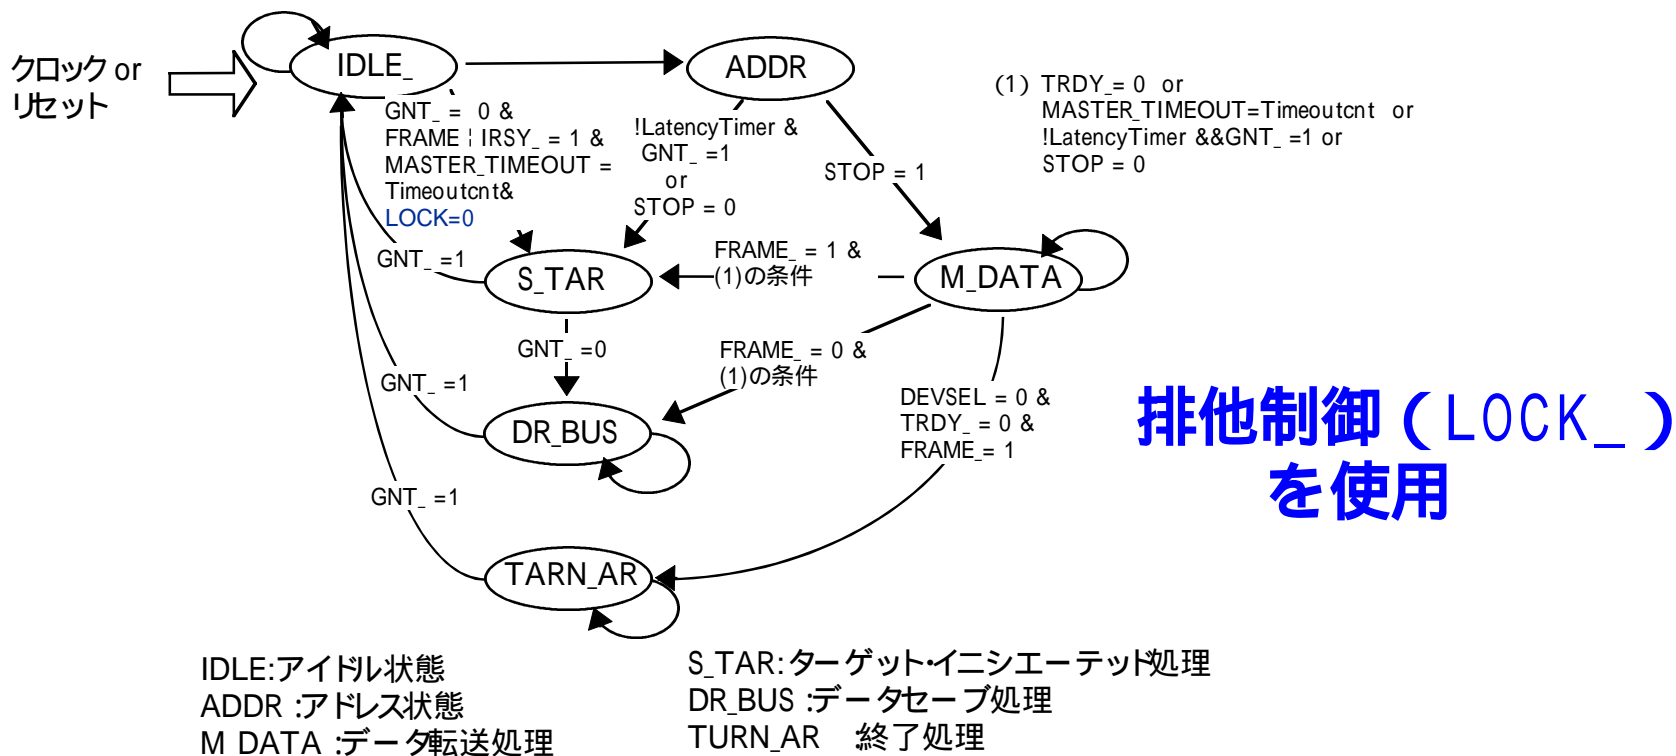 クロック or
リセット
IDLE_
ADDR
GNT_ = 0 &
FRAME ¦ IRSY_ = 1 &
MASTER_TIMEOUT =
Timeoutcnt&
LOCK=0
!LatencyTimer &
GNT_ =1
or
STOP = 0
STOP = 1
(1) TRDY_= 0 or
MASTER_TIMEOUT=Timeoutcnt or
!LatencyTimer &&GNT_ =1 or
STOP = 0
GNT_ =1
S_TAR
FRAME_ = 1 &
(1)の条件
M_DATA
GNT_ =0
FRAME_ = 0 &
(1)の条件
GNT_ =1
DR_BUS
DEVSEL = 0 &
TRDY_ = 0 &
FRAME_= 1
排他制御(LOCK_)
を使用
GNT_ =1
TARN_AR
IDLE:アイドル状態
ADDR :アドレス状態
M DATA :データ転送処理
S_TAR:ターゲット・イニシエーテッド処理
DR_BUS :データセーブ処理
TURN_AR :終了処理